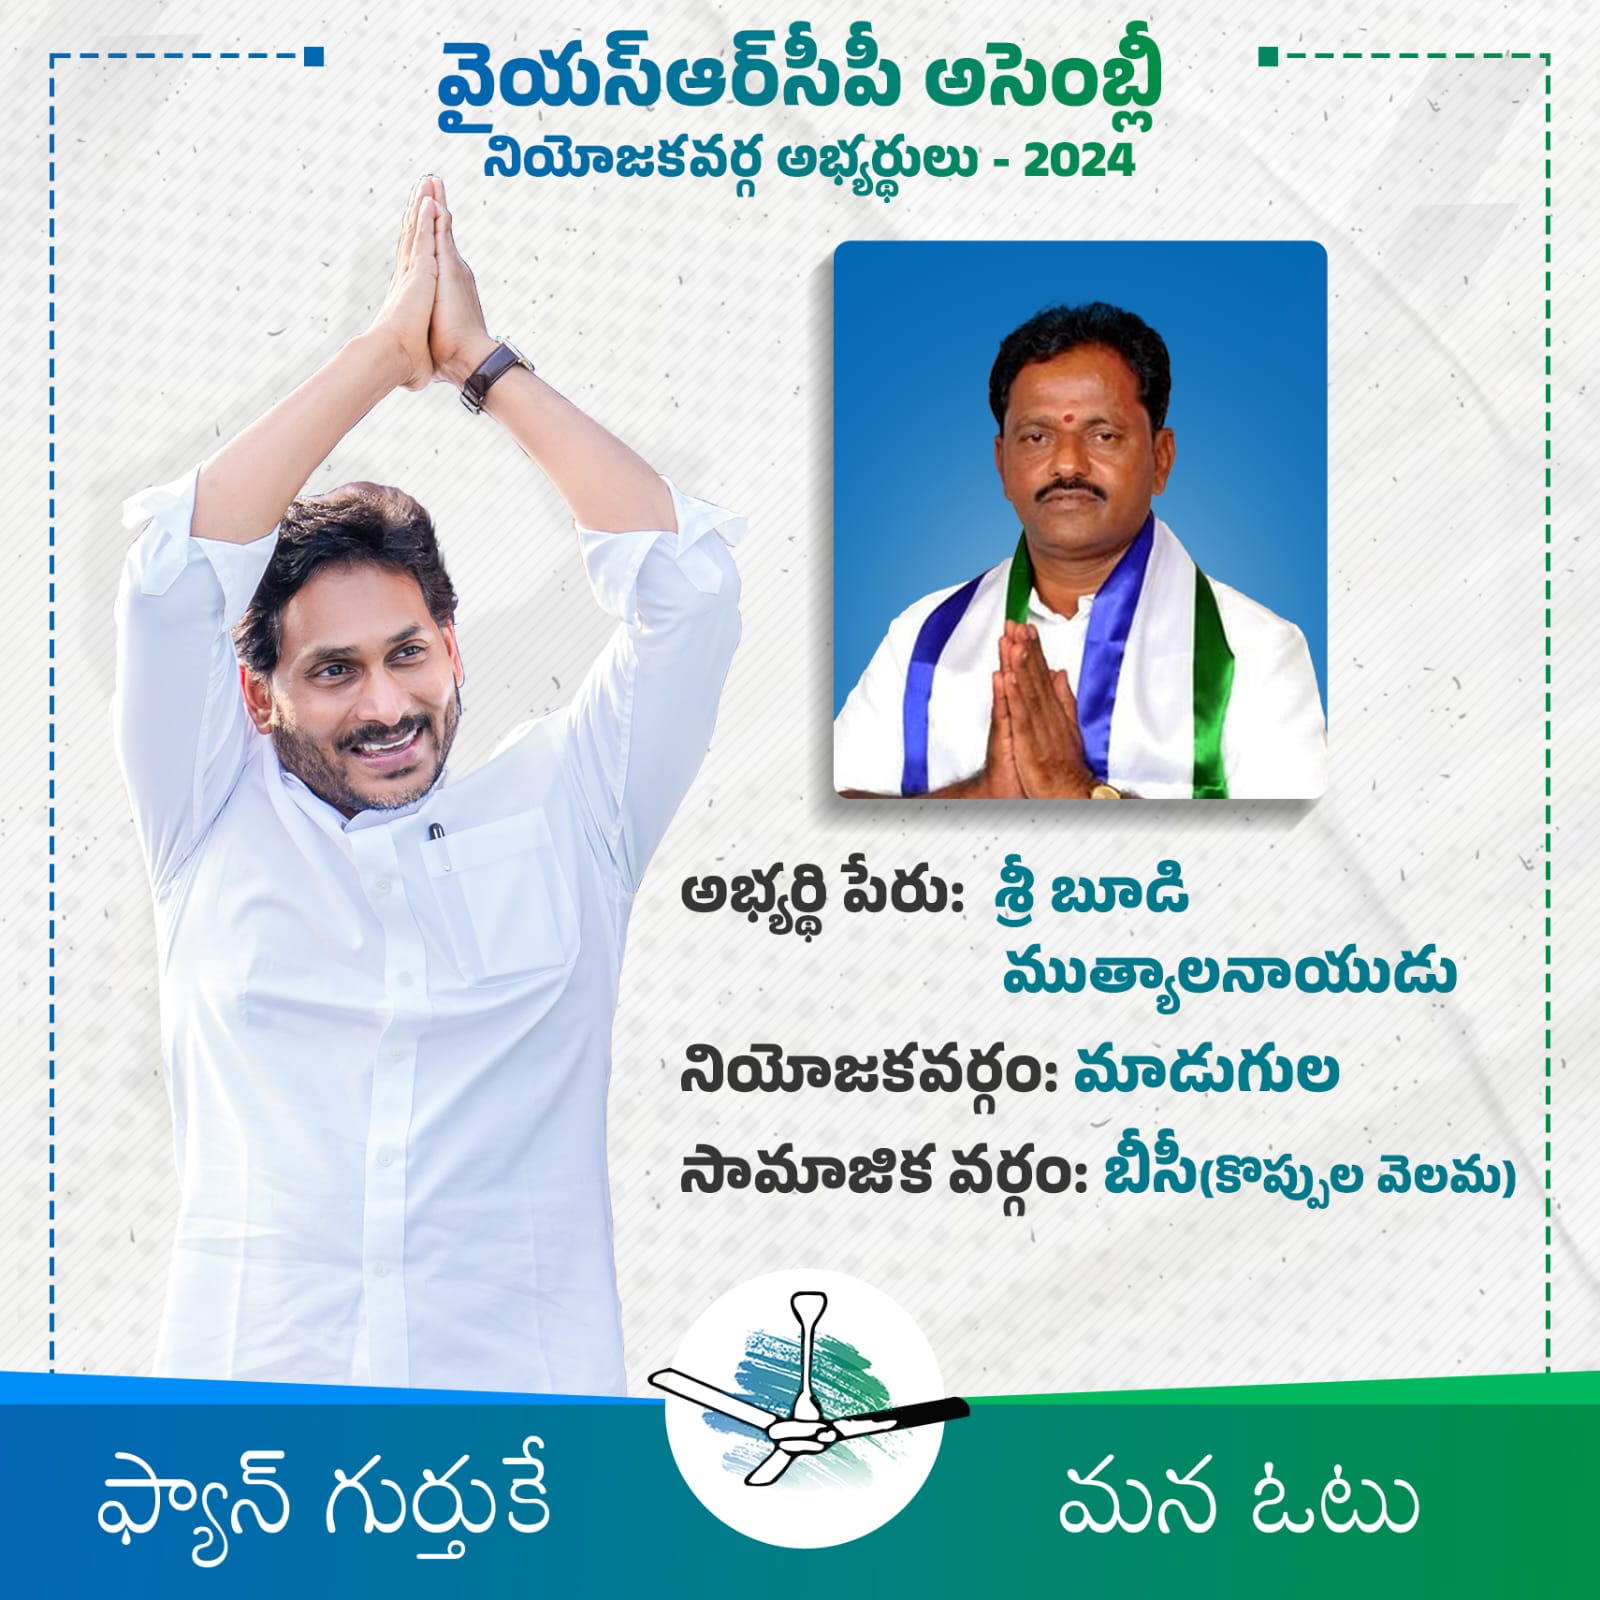 వైయస్ఆర్‌సీపీ అసెంబ్లీ
నియోజకవర్గ అభ్యర్థులు - 2024
అభ్యర్థి పేరు: శ్రీ బూడి
ముత్యాలనాయుడు
నియోజకవర్గం: మాడుగుల
సామాజిక వర్గం: బీసీ(కొప్పుల వెలమ)
ఫ్యాన్ గుర్తుకే మన ఓటు